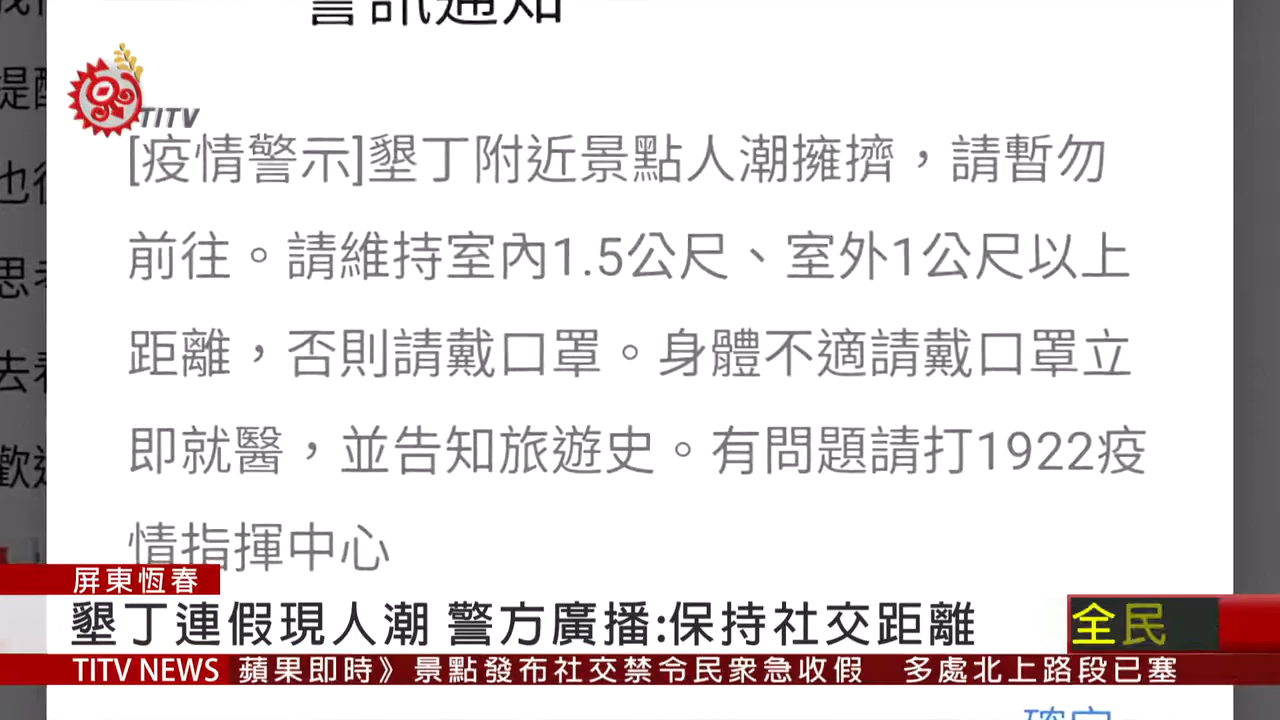 警訊通知
TITV
[疫情警示]墾丁附近景點人潮擁擠，請暫勿
前往。請維持室內1.5公尺、室外1公尺以上
距離，否則請戴口罩。身體不適請戴口罩立
即就醫，並告知旅遊史。有問題請打1922疫
情指揮中心
屏東恆春
墾丁連假現人潮 警方廣播:保持社交距離
全民
TITV NEWS 蘋果即時》景點發布社交禁令民眾急收假 多處北上路段已塞
確定